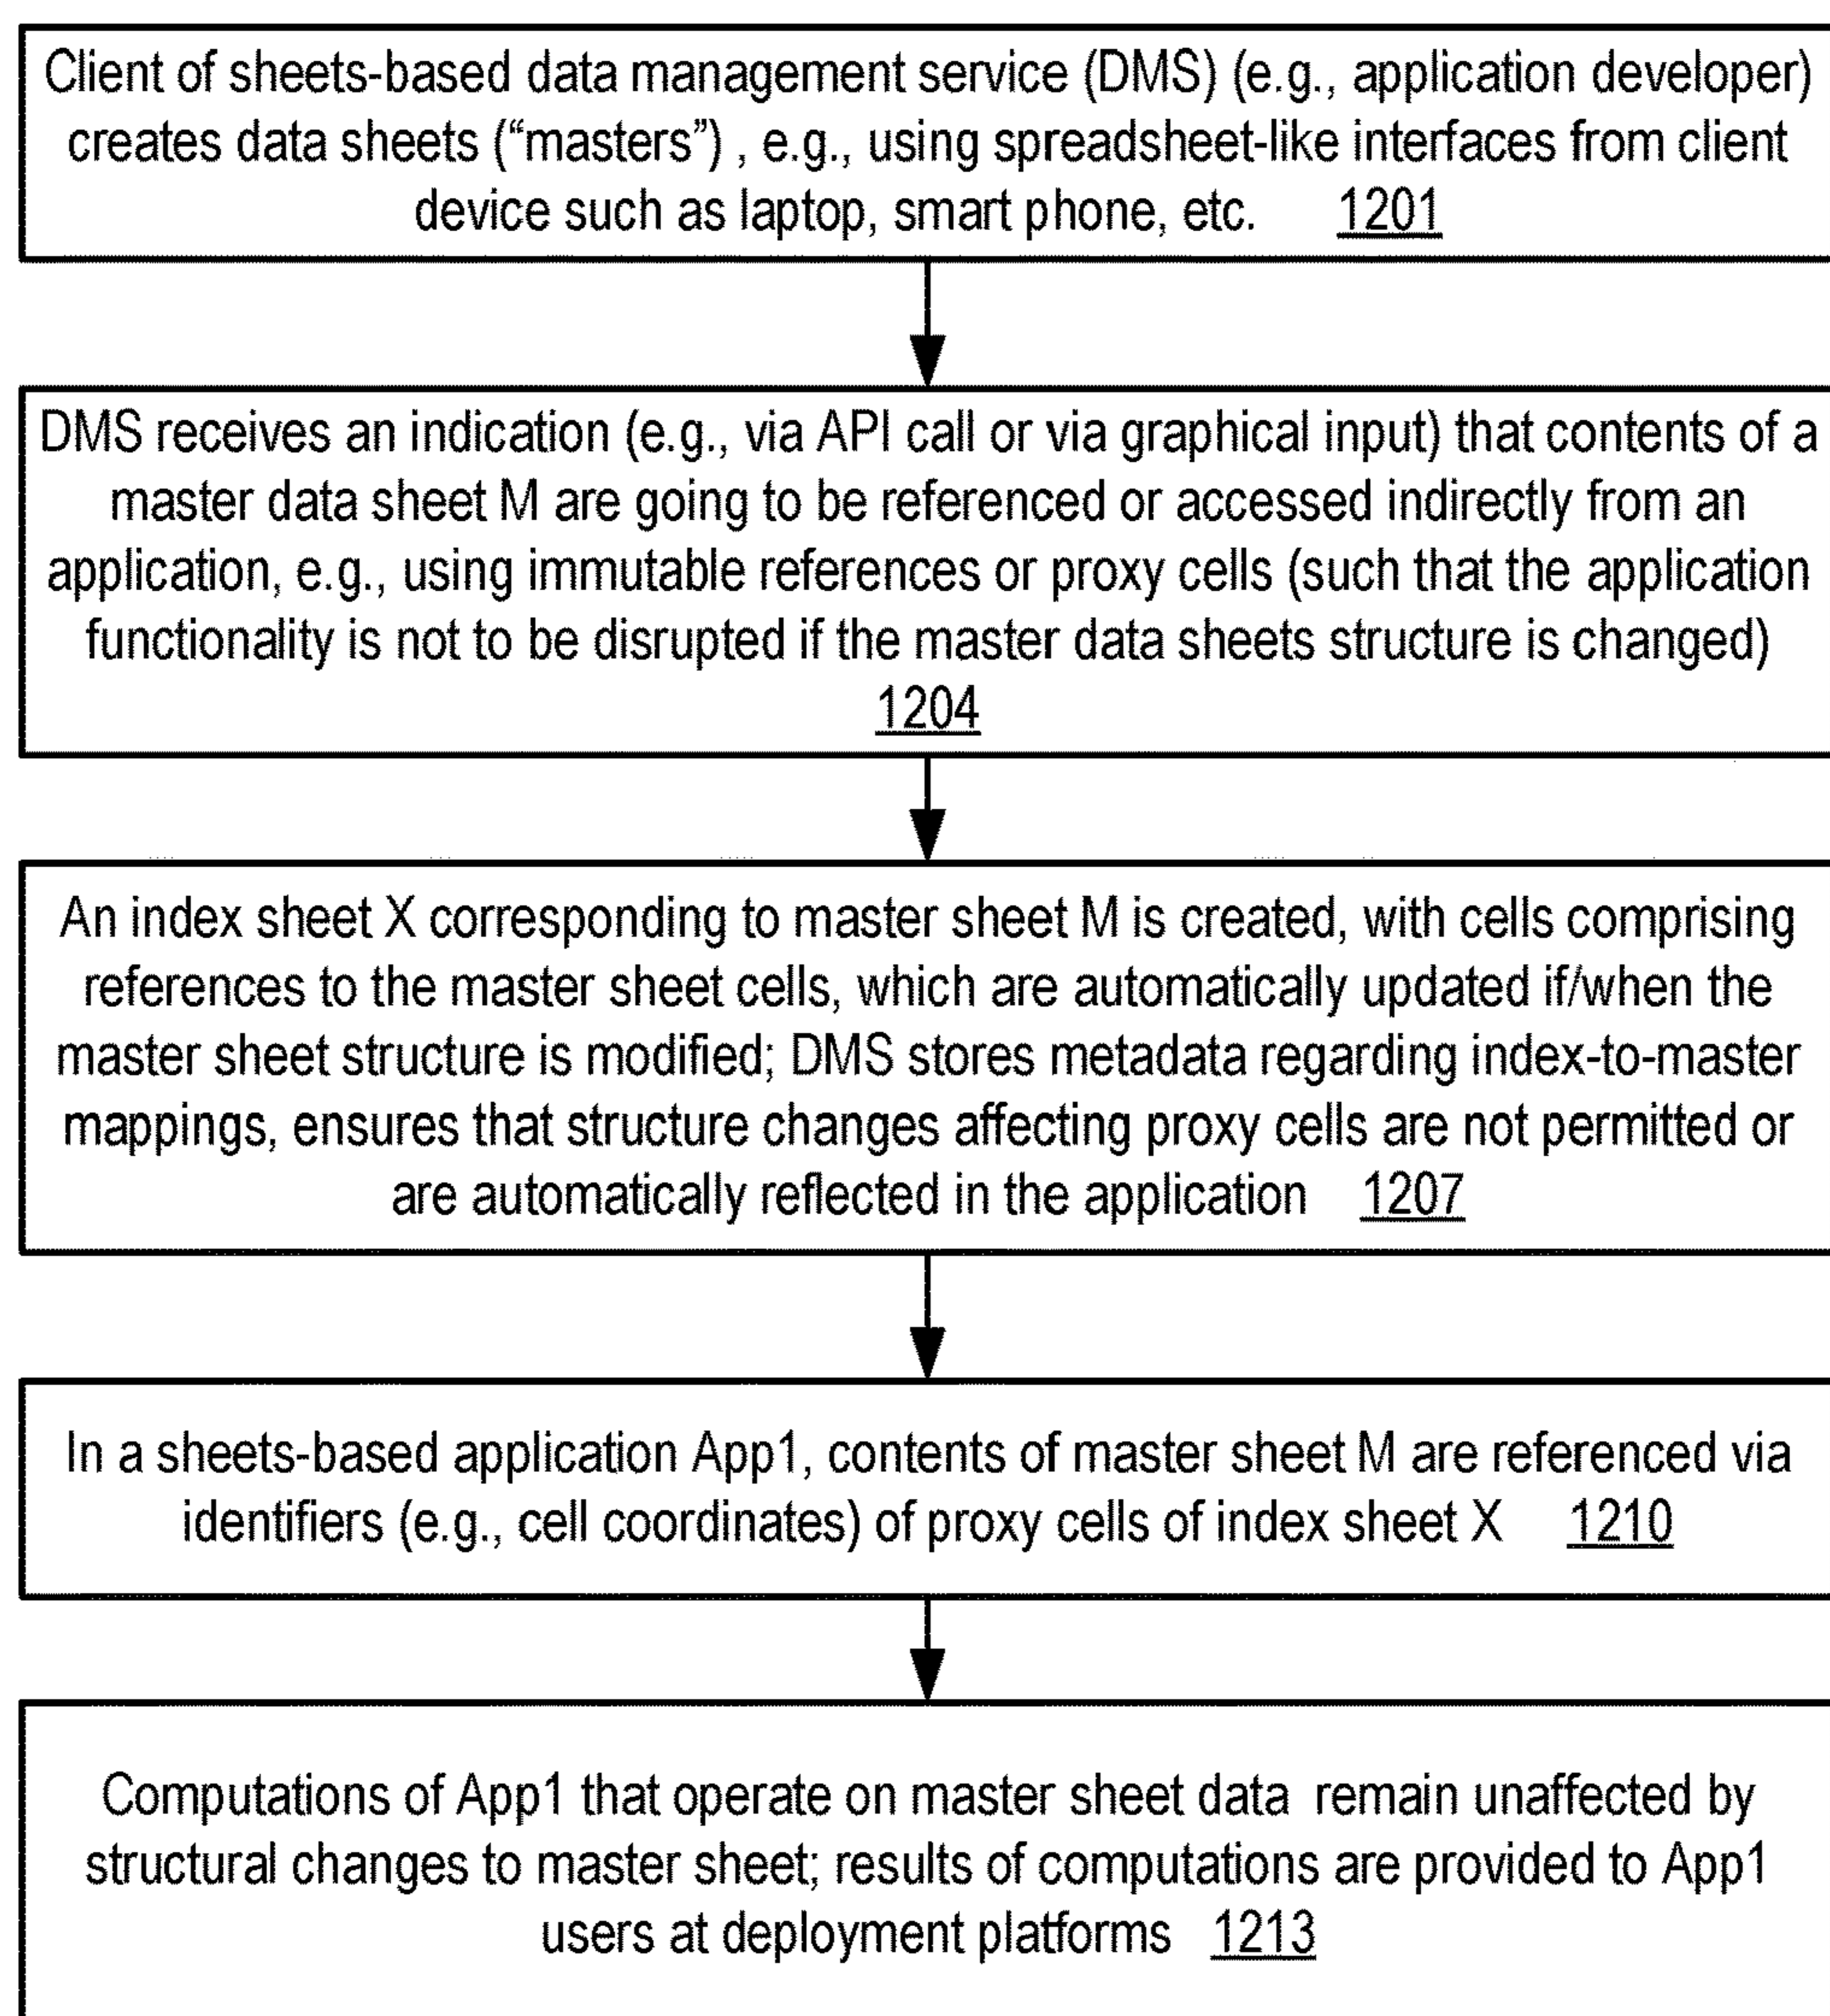 Client of sheets-based data management service (DMS) (e.g., application developer)
creates data sheets (“masters”) , e.g., using spreadsheet-like interfaces from client
device such as laptop, smart phone, etc. 1201
DMS receives an indication (e.g., via API call or via graphical input) that contents of a
master data sheet M are going to be referenced or accessed indirectly from an
application, e.g., using immutable references or proxy cells (such that the application
functionality is not to be disrupted if the master data sheets structure is changed)
1204
An index sheet X corresponding to master sheet M is created, with cells comprising
references to the master sheet cells, which are automatically updated if/when the
master sheet structure is modified; DMS stores metadata regarding index-to-master
mappings, ensures that structure changes affecting proxy cells are not permitted or
are automatically reflected in the application 1207
In a sheets-based application App1, contents of master sheet M are referenced via
identifiers (e.g., cell coordinates) of proxy cells of index sheet X 1210
Computations of App1 that operate on master sheet data remain unaffected by
structural changes to master sheet; results of computations are provided to App1
users at deployment platforms 1213